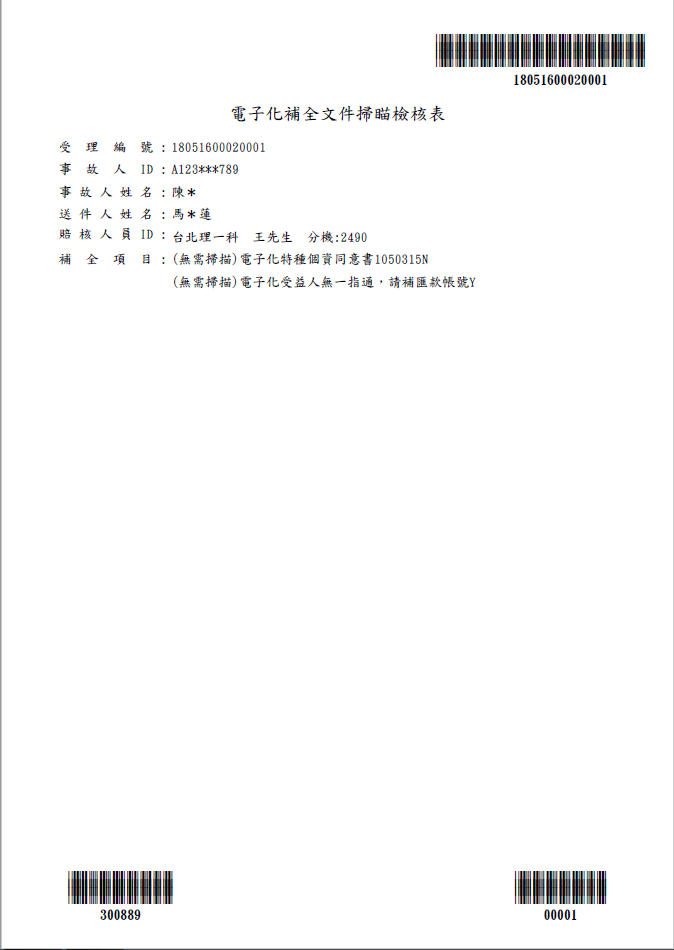 18051600020001
電子化補全文件掃瞄檢核表
受理編號：18051600020001
事故人ID：A123***789
事故人姓名：陳＊
送件人姓名：馬＊蓮
賠核人員ID：台北理一科　王先生　分機:2490
補全項目：(無需掃描)電子化特種個資同意書1050315N
(無需掃描)電子化受益人無一指通，請補匯款帳號Y
300889
00001